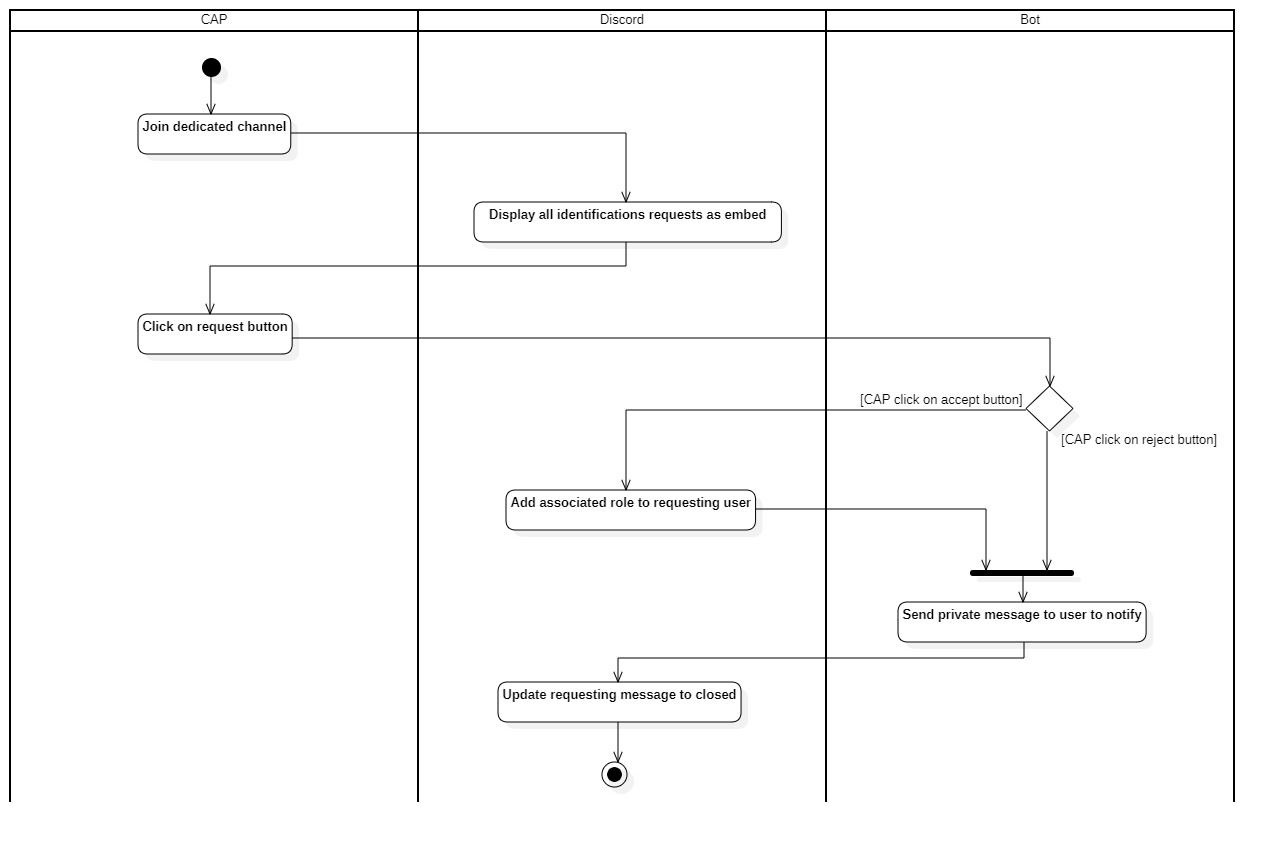 CAP
Discord
Bot
Join dedicated channel
Display all identifications requests as embed
Click on request button
[CAP click on accept button]
[CAP click on reject button]
Add associated role to requesting user
Send private message to user to notify
Update requesting message to closed